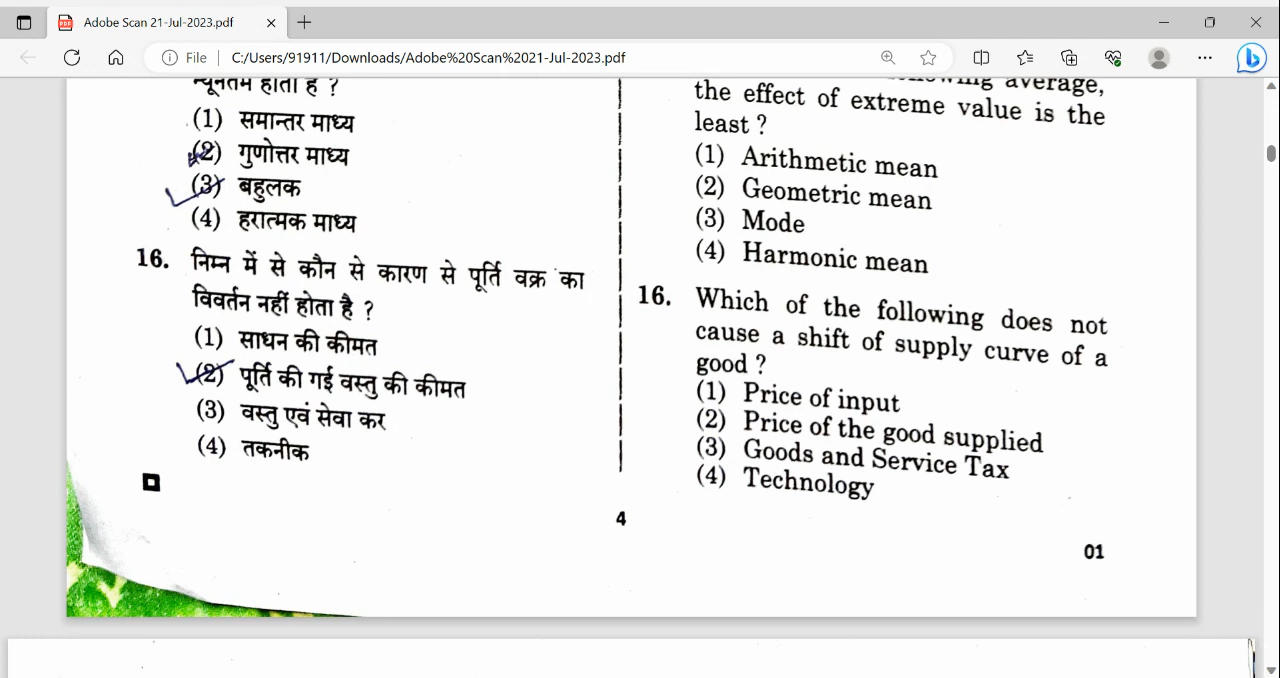 Adobe Scan 21-Jul-2023.pdf
File
C:/Users/91911/Downloads/Adobe%20Scan%2021-Jul-2023.pdf
न्यूनतम होता है ?
(1) समान्तर माध्य
(2) गुणोत्तर माध्य
(3) बहुलक
(4) हरात्मक माध्य
16. निम्न में से कौन से कारण से पूर्ति वक्र का
विवर्तन नहीं होता है ?
(1) साधन की कीमत
(2) पूर्ति की गई वस्तु की कीमत
(3) वस्तु एवं सेवा कर
(4) तकनीक
average,
the effect of extreme value is the
least ?
(1) Arithmetic mean
(2) Geometric mean
(3) Mode
(4) Harmonic mean
16. Which of the following does not
cause a shift of supply curve of a
good ?
(1) Price of input
(2) Price of the good supplied
(3) Goods and Service Tax
(4) Technology
4
01